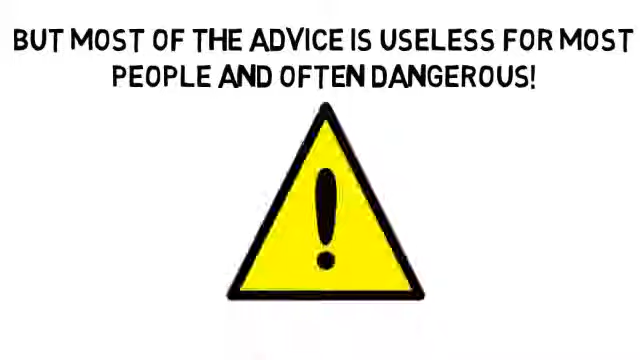 BUT MOST OF THE ADVICE IS USELESS FOR MOST
PEOPLE AND OFTEN DANGEROUS!
!